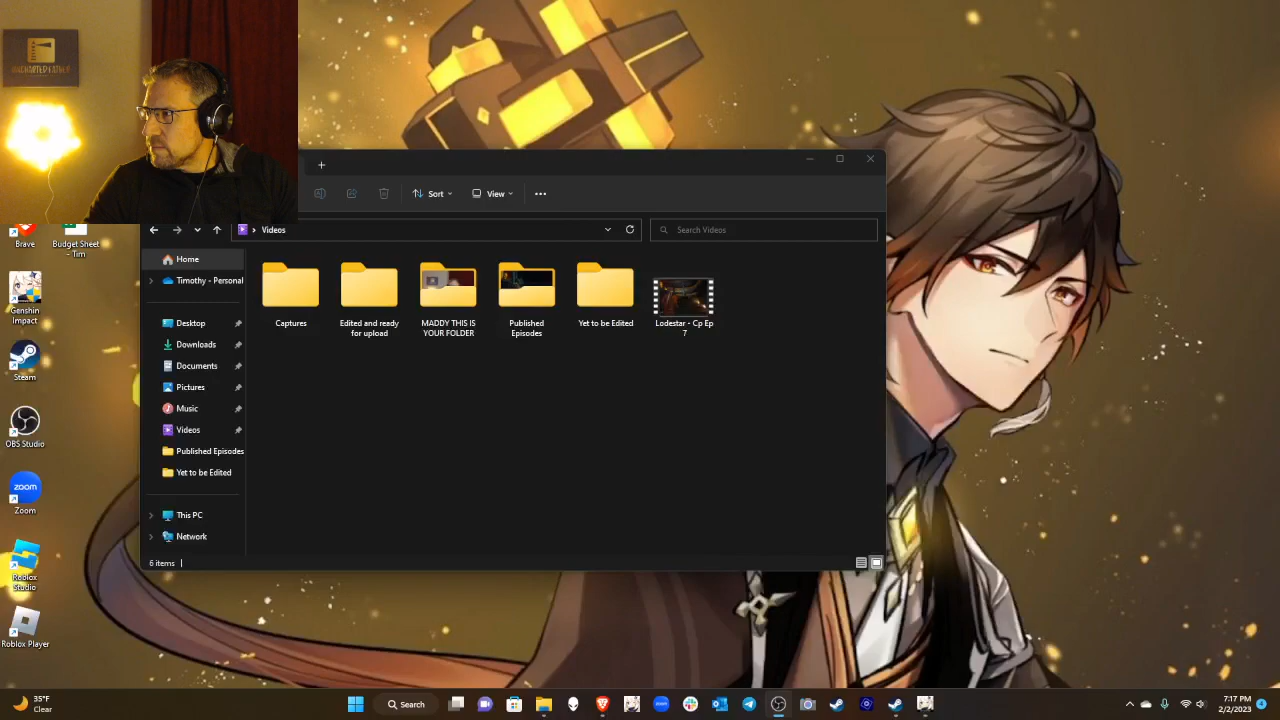 Sort
View
Videos
Search Videos
Brave
Budget Sheet
- Tim
Home
Timothy - Personal
Captures
Edited and ready
for upload
MADDY THIS IS
YOUR FOLDER
Published
Episodes
Yet to be Edited
Lodestar - Cp Ep
7
Genshin
Impact
Desktop
Downloads
Documents
Pictures
Music
Videos
Published Episodes
Yet to be Edited
Steam
OBS Studio
zoom
Zoom
This PC
Network
6 items
Roblox
Studio
Roblox Player
35°F
Clear
Search
7:17 PM
2/2/2023
4